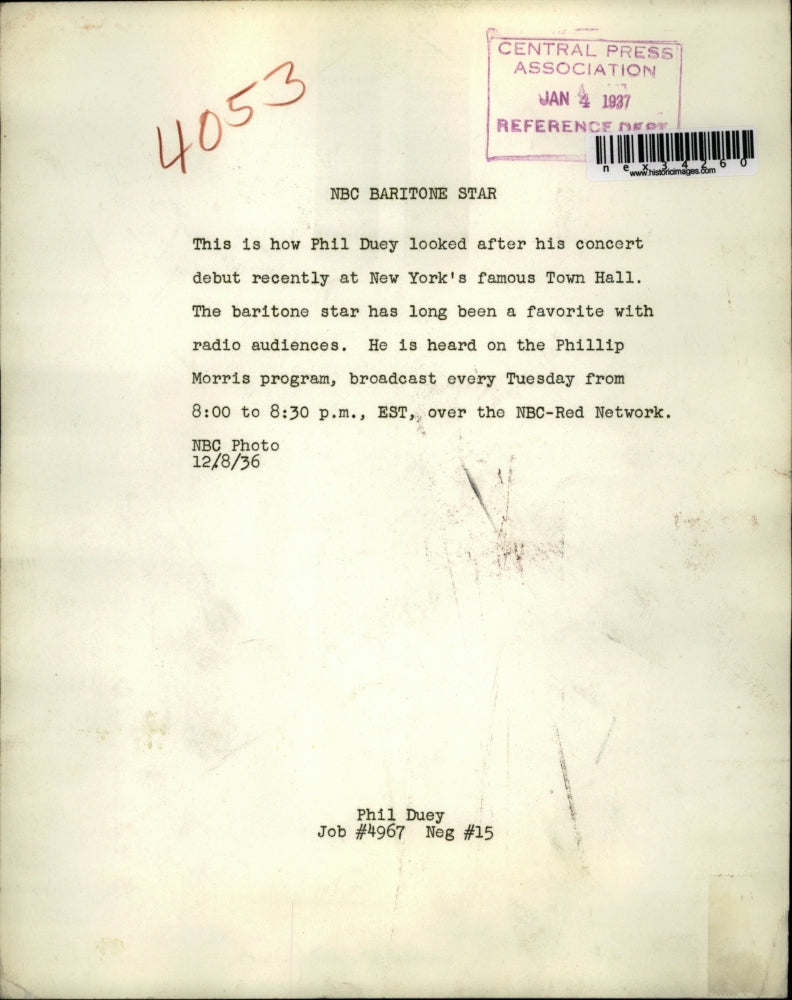 4053
CENTRAL PRESS
ASSOCIATION
JAN 4 1937
REFERENCE DEPT
nex34260
www.historicimages.com
NBC BARITONE STAR
This is how Phil Duey looked after his concert
debut recently at New York's famous Town Hall.
The baritone star has long been a favorite with
radio audiences. He is heard on the Phillip
Morris program, broadcast every Tuesday from
8:00 to 8:30 p.m., EST, over the NBC-Red Network.
NBC Photo
12/8/36
Phil Duey
Job #4967 Neg #15